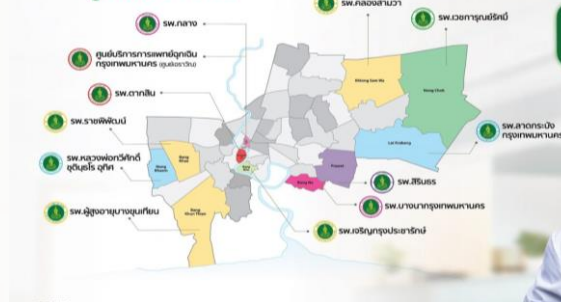 รพ.คลองสามวา
รพ.กลาง
รพ.เวชการุณย์รัศมิ์
ศูนย์บริการการแพทย์ฉุกเฉิน
กรุงเทพมหานคร (ศูนย์เอราวัณ)
รพ.ตากสิน
รพ.ราชพิพัฒน์
รพ.ลาดกระบัง
กรุงเทพมหานคร
รพ.หลวงพ่อทวีศักดิ์
ชุตินฺธโร อุทิศ
รพ.สิรินธร
รพ.บางนากรุงเทพมหานคร
รพ.ผู้สูงอายุบางขุนเทียน
รพ.เจริญกรุงประชารักษ์
Khlong Sam Wa
Nong Chok
Lat Krabang
Prawet
Bang Na
Nong Khaem
Bang Khae
Bang Khun Thian